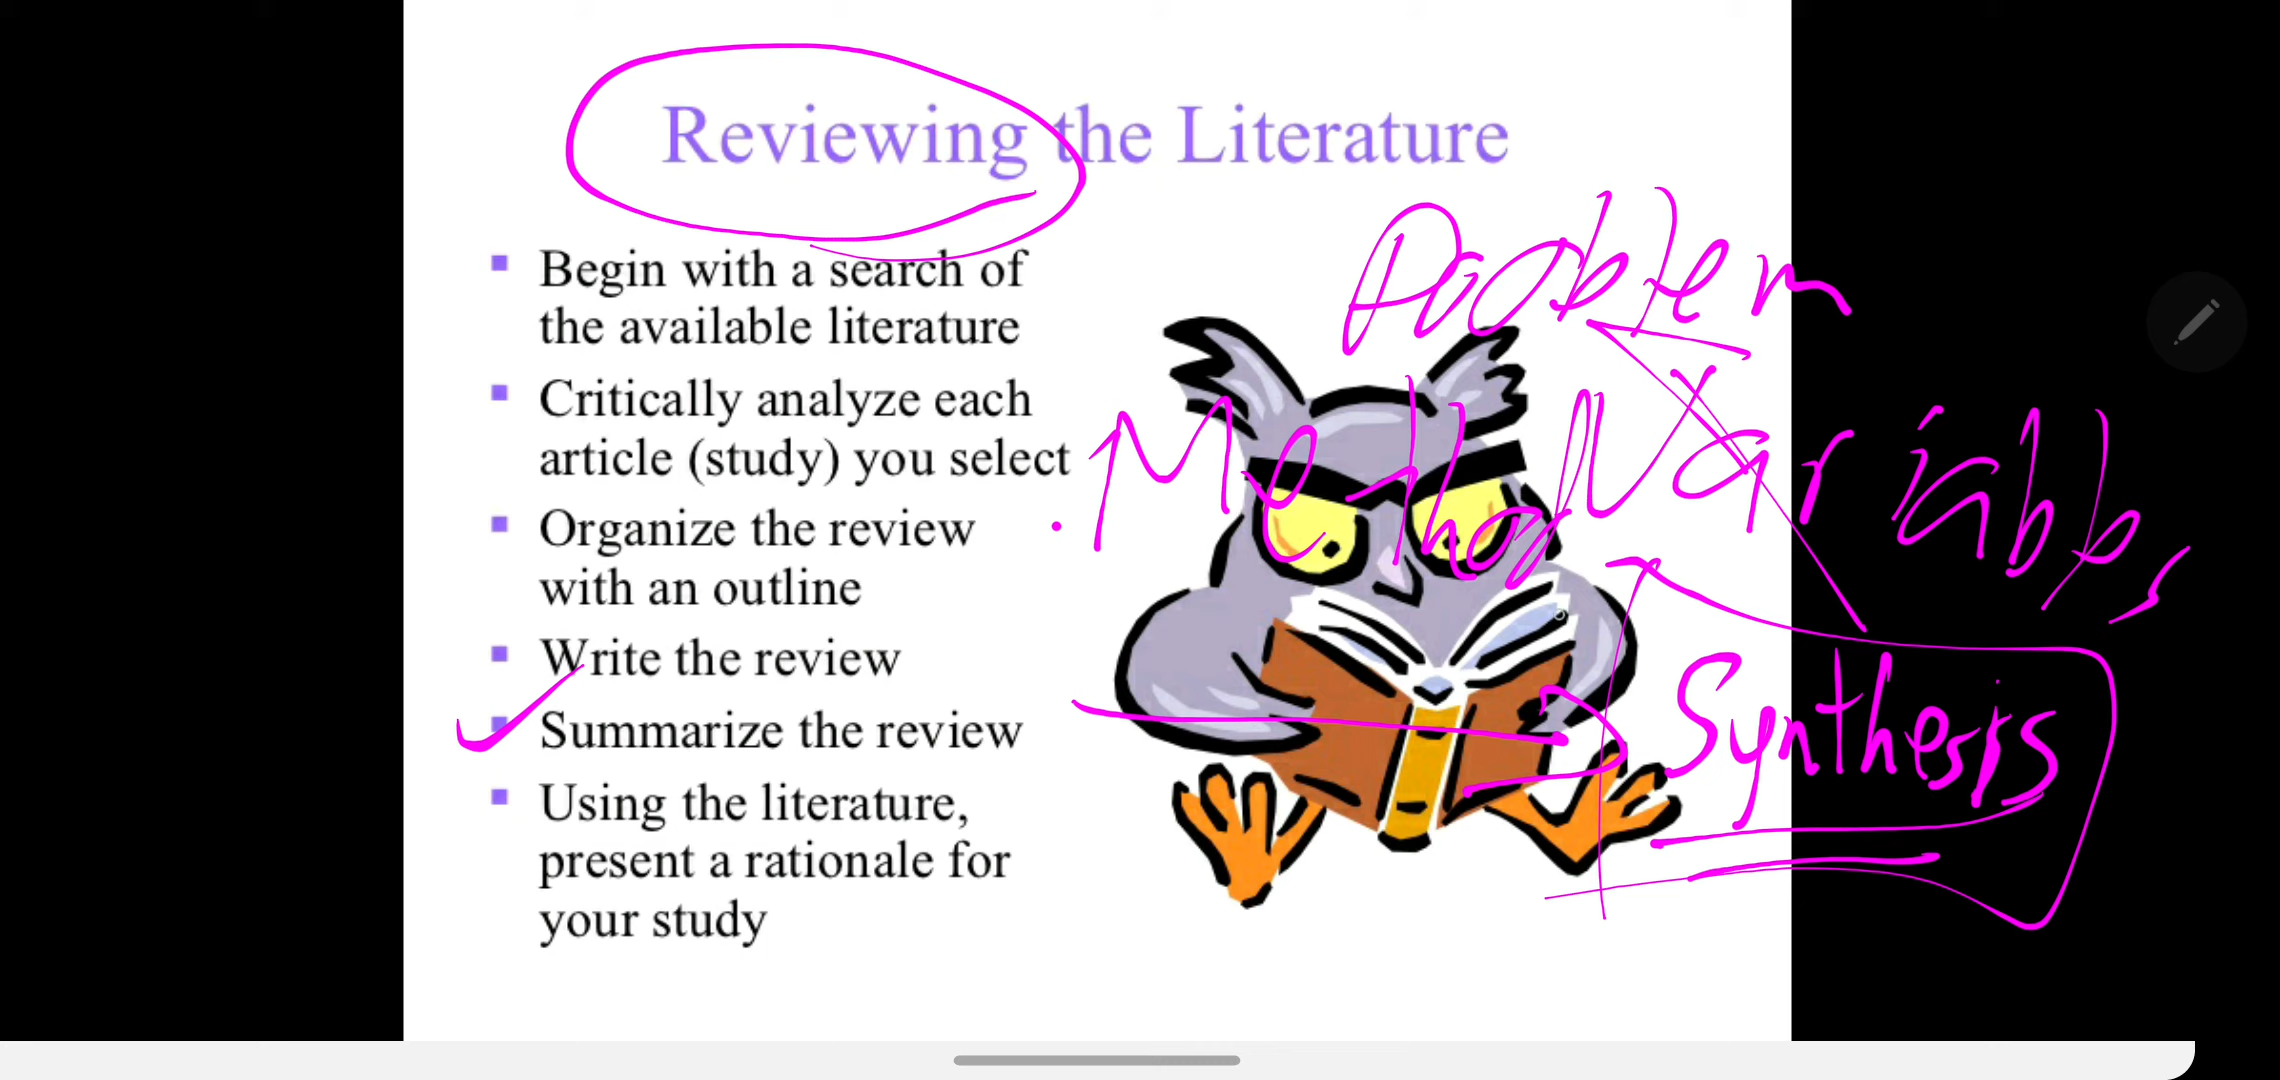 Reviewing the Literature
Problem
Begin with a search of
the available literature
Critically analyze each
article (study) you select
Method Variables
Organize the review
with an outline
Write the review
Summarize the review
Synthesis
Using the literature,
present a rationale for
your study